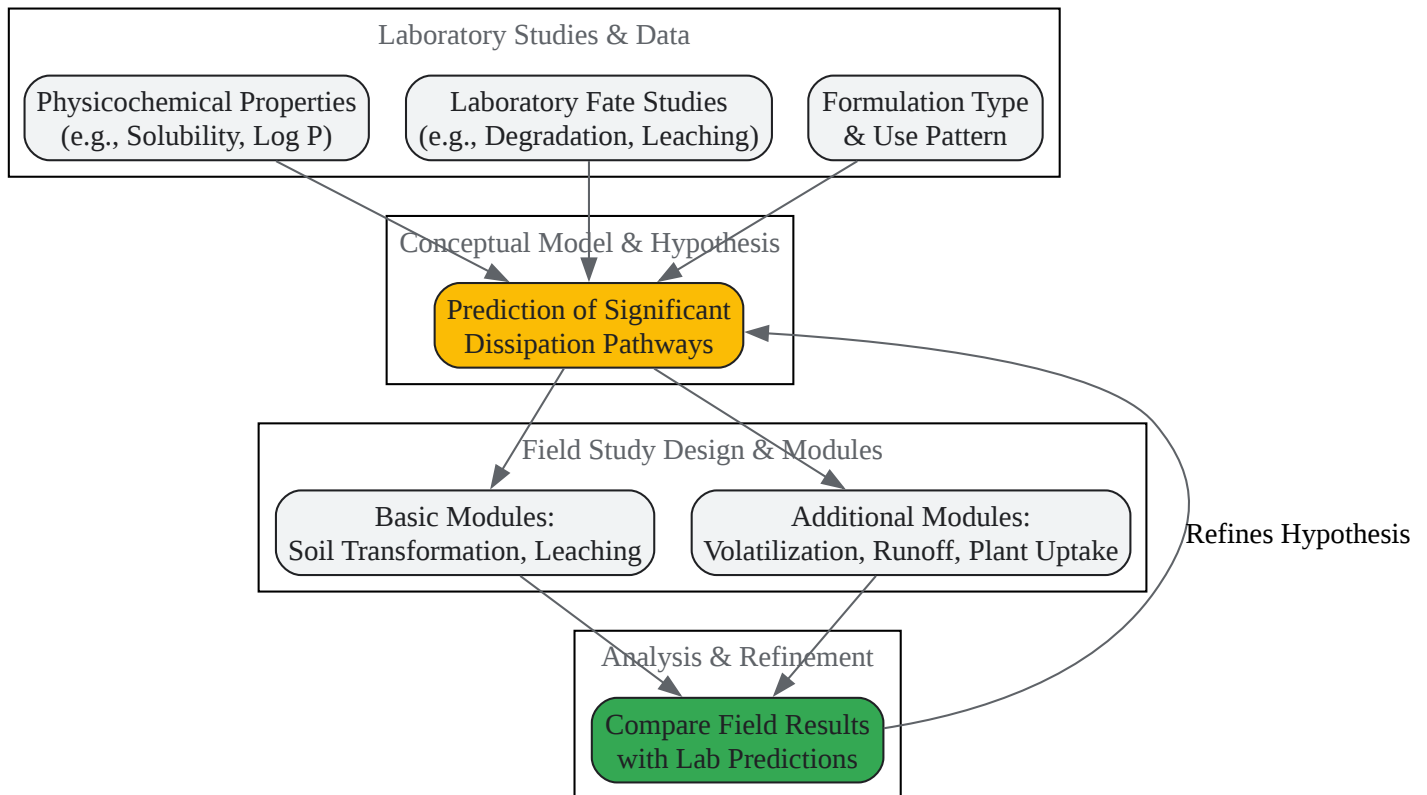 Laboratory Studies & Data
Physicochemical Properties
(e.g., Solubility, Log P)
Laboratory Fate Studies
(e.g., Degradation, Leaching)
Formulation Type
& Use Pattern
Conceptual Model & Hypothesis
Prediction of Significant
Dissipation Pathways
Field Study Design & Modules
Basic Modules:
Soil Transformation, Leaching
Additional Modules:
Volatilization, Runoff, Plant Uptake
Refines Hypothesis
Analysis & Refinement
Compare Field Results
with Lab Predictions